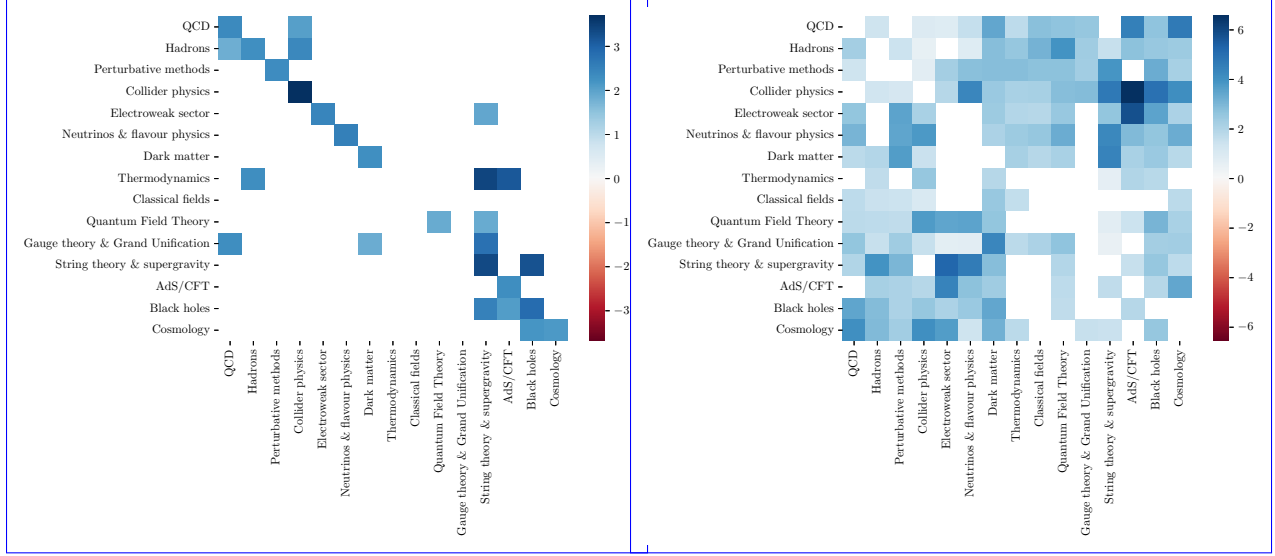 QCD
Hadrons
Perturbative methods
Collider physics
Electroweak sector
Neutrinos & flavour physics
Dark matter
Thermodynamics
Classical fields
Quantum Field Theory
Gauge theory & Grand Unification
String theory & supergravity
AdS/CFT
Black holes
Cosmology
QCD
Hadrons
Perturbative methods
Collider physics
Electroweak sector
Neutrinos & flavour physics
Dark matter
Thermodynamics
Classical fields
Quantum Field Theory
Gauge theory & Grand Unification
String theory & supergravity
AdS/CFT
Black holes
Cosmology
3
2
1
0
−1
−2
−3
QCD
Hadrons
Perturbative methods
Collider physics
Electroweak sector
Neutrinos & flavour physics
Dark matter
Thermodynamics
Classical fields
Quantum Field Theory
Gauge theory & Grand Unification
String theory & supergravity
AdS/CFT
Black holes
Cosmology
QCD
Hadrons
Perturbative methods
Collider physics
Electroweak sector
Neutrinos & flavour physics
Dark matter
Thermodynamics
Classical fields
Quantum Field Theory
Gauge theory & Grand Unification
String theory & supergravity
AdS/CFT
Black holes
Cosmology
6
4
2
0
−2
−4
−6